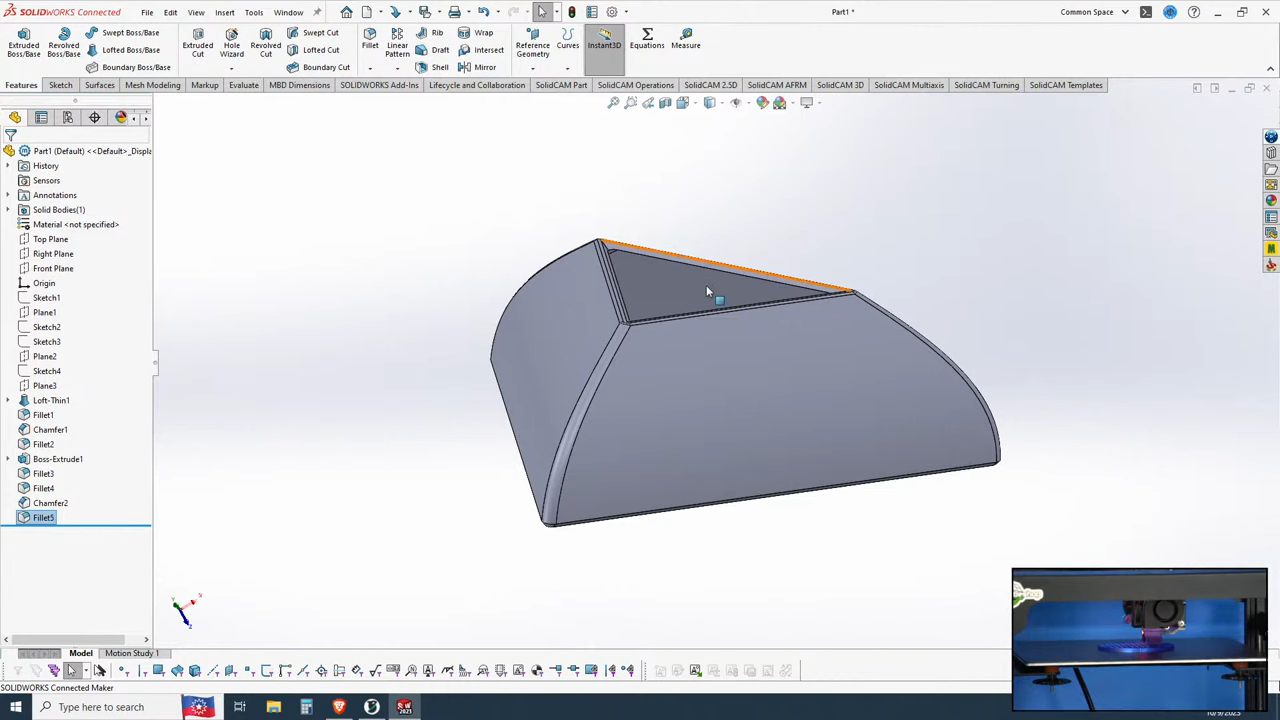 SOLIDWORKS CONNECTED File Edit View Insert Tools Window Part1 * Common Space
Extruded Boss/Base Revolved Boss/Base Swept Boss/Base Lofted Boss/Base Boundary Boss/Base Extruded Cut Hole Wizard Revolved Cut Swept Cut Lofted Cut Boundary Cut Fillet Linear Pattern Rib Draft Shell Wrap Intersect Mirror Reference Geometry Curves Instant3D Equations Measure
Features Sketch Surfaces Mesh Modeling Markup Evaluate MBD Dimensions SOLIDWORKS Add-Ins Lifecycle and Collaboration SolidCAM Part SolidCAM Operations SolidCAM 2.5D SolidCAM AFRM SolidCAM 3D SolidCAM Multiaxis SolidCAM Turning SolidCAM Templates
Part1 (Default) <<Default>_Displa
History
Sensors
Annotations
Solid Bodies(1)
Material <not specified>
Top Plane
Right Plane
Front Plane
Origin
Sketch1
Plane1
Sketch2
Sketch3
Plane2
Sketch4
Plane3
Loft-Thin1
Fillet1
Chamfer1
Fillet2
Boss-Extrude1
Fillet3
Fillet4
Chamfer2
Fillet5
Model Motion Study 1
SOLIDWORKS Connected Maker
Type here to search
10/9/2023